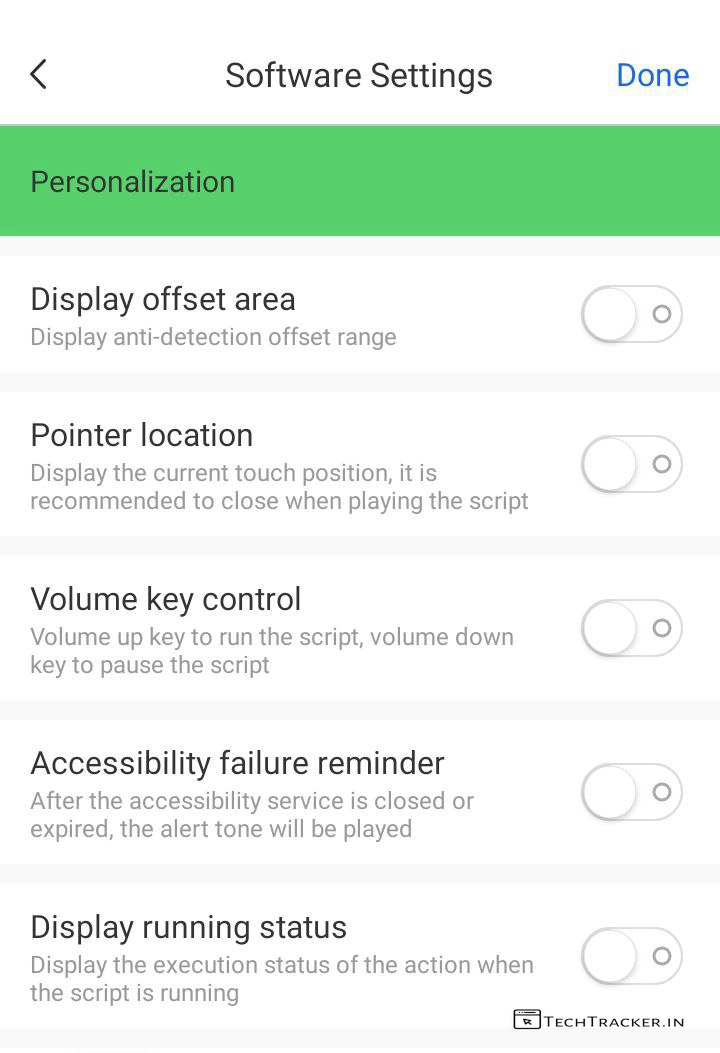 Software Settings
Done
Personalization
Display offset area
Display anti-detection offset range
Pointer location
Display the current touch position, it is
recommended to close when playing the script
Volume key control
Volume up key to run the script, volume down
key to pause the script
Accessibility failure reminder
After the accessibility service is closed or
expired, the alert tone will be played
Display running status
Display the execution status of the action when
the script is running
TECHTRACKER.IN